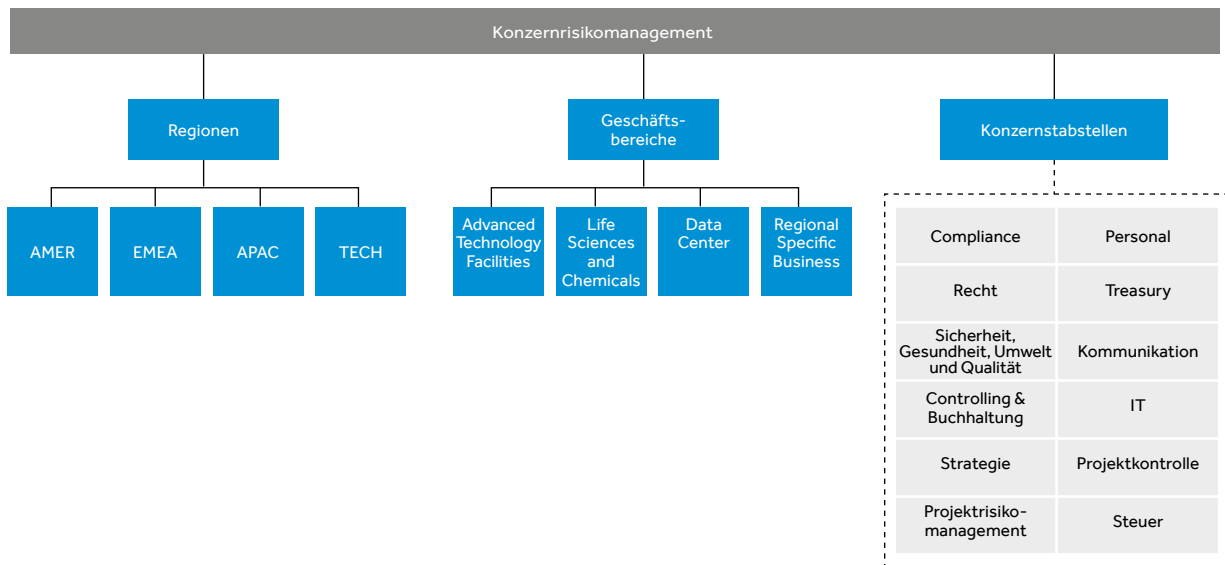 Konzernrisikomanagement
Regionen
Geschäfts-
bereiche
Konzernstabstellen
AMER
EMEA
APAC
TECH
Advanced
Technology
Facilities
Life
Sciences
and
Chemicals
Data
Center
Regional
Specific
Business
Compliance
Personal
Recht
Treasury
Sicherheit,
Gesundheit, Umwelt
und Qualität
Kommunikation
Controlling &
Buchhaltung
IT
Strategie
Projektkontrolle
Projektrisiko-
management
Steuer